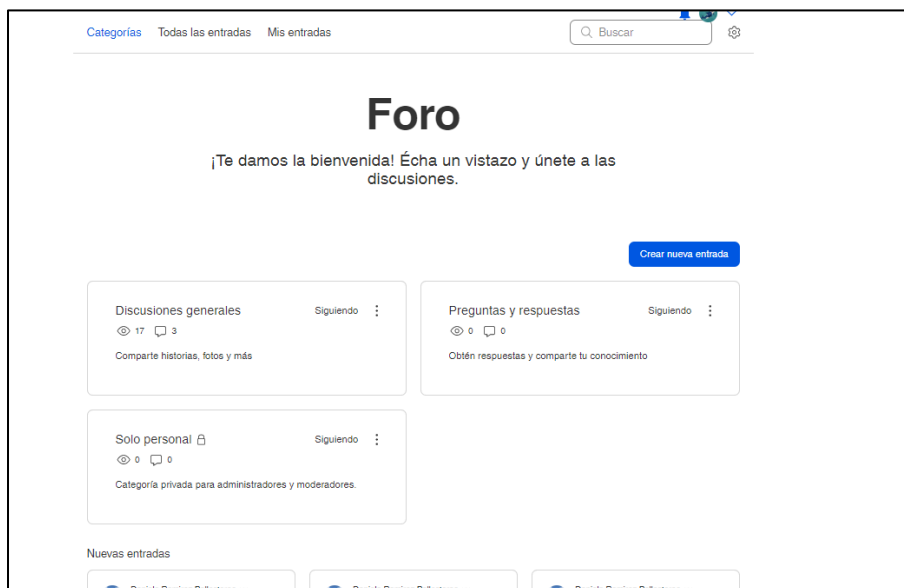 Categorías Todas las entradas Mis entradas Buscar
Foro
¡Te damos la bienvenida! Écha un vistazo y únete a las
discusiones.
Crear nueva entrada
Discusiones generales Siguiendo
17 3
Comparte historias, fotos y más
Preguntas y respuestas Siguiendo
0 0
Obtén respuestas y comparte tu conocimiento
Solo personal Siguiendo
0 0
Categoría privada para administradores y moderadores.
Nuevas entradas